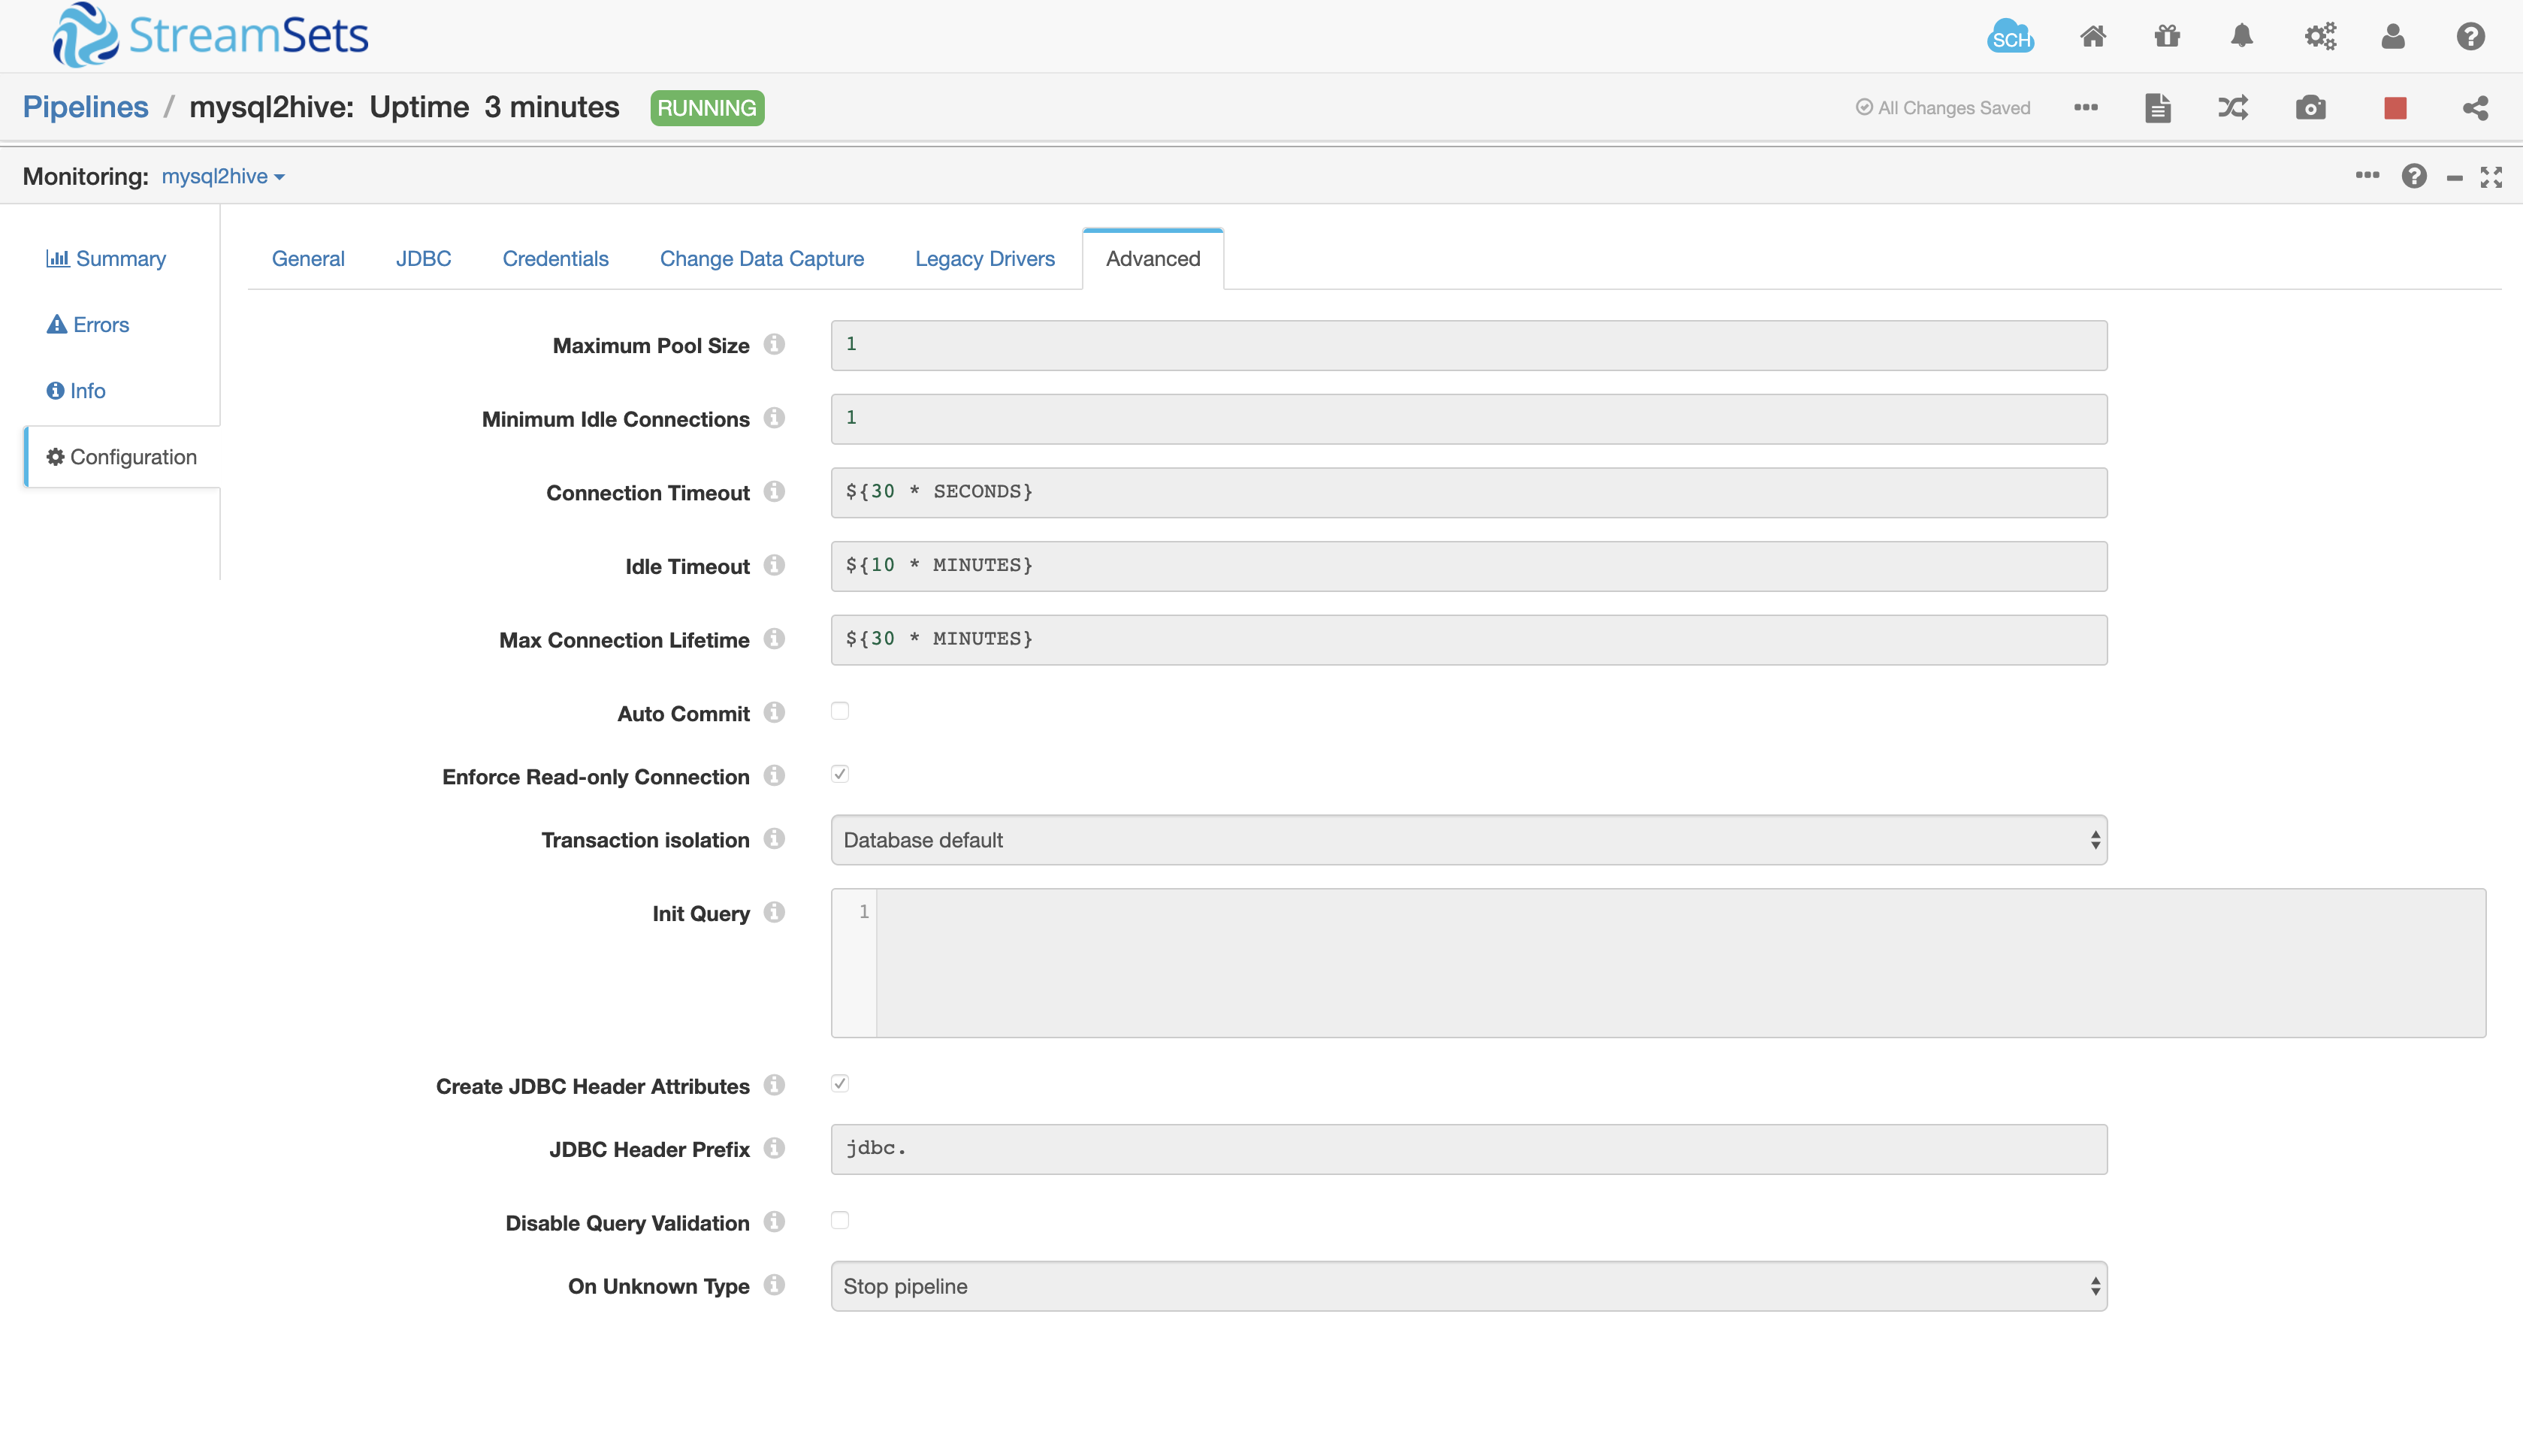 StreamSets
SCH
Pipelines / mysql2hive: Uptime 3 minutes RUNNING
All Changes Saved
Monitoring: mysql2hive
Summary
Errors
Info
Configuration
General JDBC Credentials Change Data Capture Legacy Drivers Advanced
Maximum Pool Size 1
Minimum Idle Connections 1
Connection Timeout ${30 * SECONDS}
Idle Timeout ${10 * MINUTES}
Max Connection Lifetime ${30 * MINUTES}
Auto Commit
Enforce Read-only Connection
Transaction isolation Database default
Init Query 1
Create JDBC Header Attributes
JDBC Header Prefix jdbc.
Disable Query Validation
On Unknown Type Stop pipeline